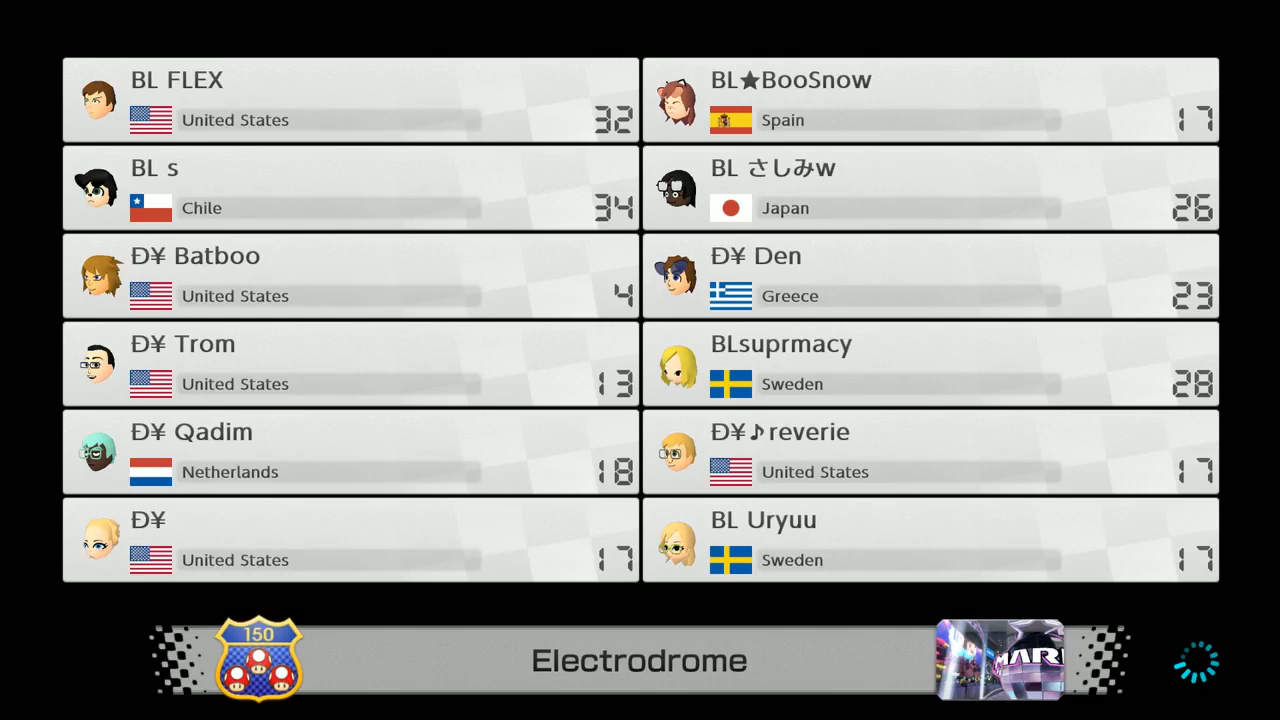 BL FLEX
United States
32
BL★BooSnow
Spain
17
BL s
Chile
34
BL さしみw
Japan
26
Ð¥ Batboo
United States
4
Ð¥ Den
Greece
23
Ð¥ Trom
United States
13
BLsuprmacy
Sweden
28
Ð¥ Qadim
Netherlands
18
Ð¥♪reverie
United States
17
Ð¥
United States
17
BL Uryuu
Sweden
17
150
Electrodrome
MARI